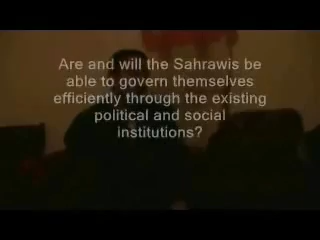 Are and will the Sahrawis be
able to govern themselves
efficiently through the existing
political and social
institutions?